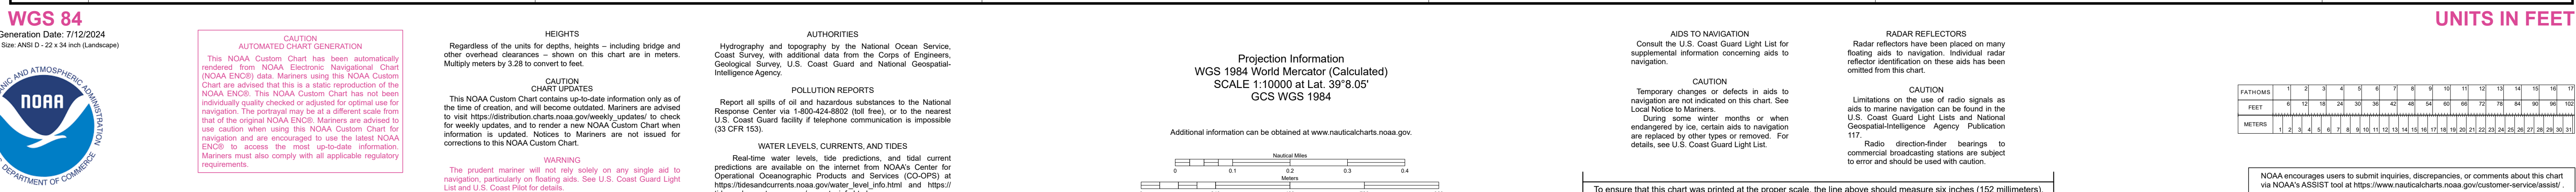 WGS 84
Generation Date: 7/12/2024
Size: ANSI D - 22 x 34 inch (Landscape)
NIC AND ATMOSPHERIC ADMINISTRATION
NOAA
DEPARTMENT OF COMMERCE
CAUTION
AUTOMATED CHART GENERATION
This NOAA Custom Chart has been automatically
rendered from NOAA Electronic Navigational Chart
(NOAA ENC®) data. Mariners using this NOAA Custom
Chart are advised that this is a static reproduction of the
NOAA ENC®. This NOAA Custom Chart has not been
individually quality checked or adjusted for optimal use for
navigation. The portrayal may be at a different scale from
that of the original NOAA ENC®. Mariners are advised to
use caution when using this NOAA Custom Chart for
navigation and are encouraged to use the latest NOAA
ENC® to access the most up-to-date information.
Mariners must also comply with all applicable regulatory
requirements.
HEIGHTS
Regardless of the units for depths, heights – including bridge and
other overhead clearances – shown on this chart are in meters.
Multiply meters by 3.28 to convert to feet.
CAUTION
CHART UPDATES
This NOAA Custom Chart contains up-to-date information only as of
the time of creation, and will become outdated. Mariners are advised
to visit https://distribution.charts.noaa.gov/weekly_updates/ to check
for weekly updates, and to render a new NOAA Custom Chart when
information is updated. Notices to Mariners are not issued for
corrections to this NOAA Custom Chart.
WARNING
The prudent mariner will not rely solely on any single aid to
navigation, particularly on floating aids. See U.S. Coast Guard Light
List and U.S. Coast Pilot for details.
AUTHORITIES
Hydrography and topography by the National Ocean Service,
Coast Survey, with additional data from the Corps of Engineers,
Geological Survey, U.S. Coast Guard and National Geospatial-
Intelligence Agency.
POLLUTION REPORTS
Report all spills of oil and hazardous substances to the National
Response Center via 1-800-424-8802 (toll free), or to the nearest
U.S. Coast Guard facility if telephone communication is impossible
(33 CFR 153).
WATER LEVELS, CURRENTS, AND TIDES
Real-time water levels, tide predictions, and tidal current
predictions are available on the internet from NOAA's Center for
Operational Oceanographic Products and Services (CO-OPS) at
https://tidesandcurrents.noaa.gov/water_level_info.html and https://
Projection Information
WGS 1984 World Mercator (Calculated)
SCALE 1:10000 at Lat. 39°8.05'
GCS WGS 1984
Additional information can be obtained at www.nauticalcharts.noaa.gov.
Nautical Miles
0 0.1 0.2 0.3 0.4
Meters
AIDS TO NAVIGATION
Consult the U.S. Coast Guard Light List for
supplemental information concerning aids to
navigation.
CAUTION
Temporary changes or defects in aids to
navigation are not indicated on this chart. See
Local Notice to Mariners.
During some winter months or when
endangered by ice, certain aids to navigation
are replaced by other types or removed. For
details, see U.S. Coast Guard Light List.
RADAR REFLECTORS
Radar reflectors have been placed on many
floating aids to navigation. Individual radar
reflector identification on these aids has been
omitted from this chart.
CAUTION
Limitations on the use of radio signals as
aids to marine navigation can be found in the
U.S. Coast Guard Light Lists and National
Geospatial-Intelligence Agency Publication
117.
Radio direction-finder bearings to
commercial broadcasting stations are subject
to error and should be used with caution.
To ensure that this chart was printed at the proper scale, the line above should measure six inches (152 millimeters).
UNITS IN FEET
FATHOMS 1 2 3 4 5 6 7 8 9 10 11 12 13 14 15 16 17
FEET 6 12 18 24 30 36 42 48 54 60 66 72 78 84 90 96 102
METERS 1 2 3 4 5 6 7 8 9 10 11 12 13 14 15 16 17 18 19 20 21 22 23 24 25 26 27 28 29 30 31
NOAA encourages users to submit inquiries, discrepancies, or comments about this chart
via NOAA's ASSIST tool at https://www.nauticalcharts.noaa.gov/customer-service/assist/ .